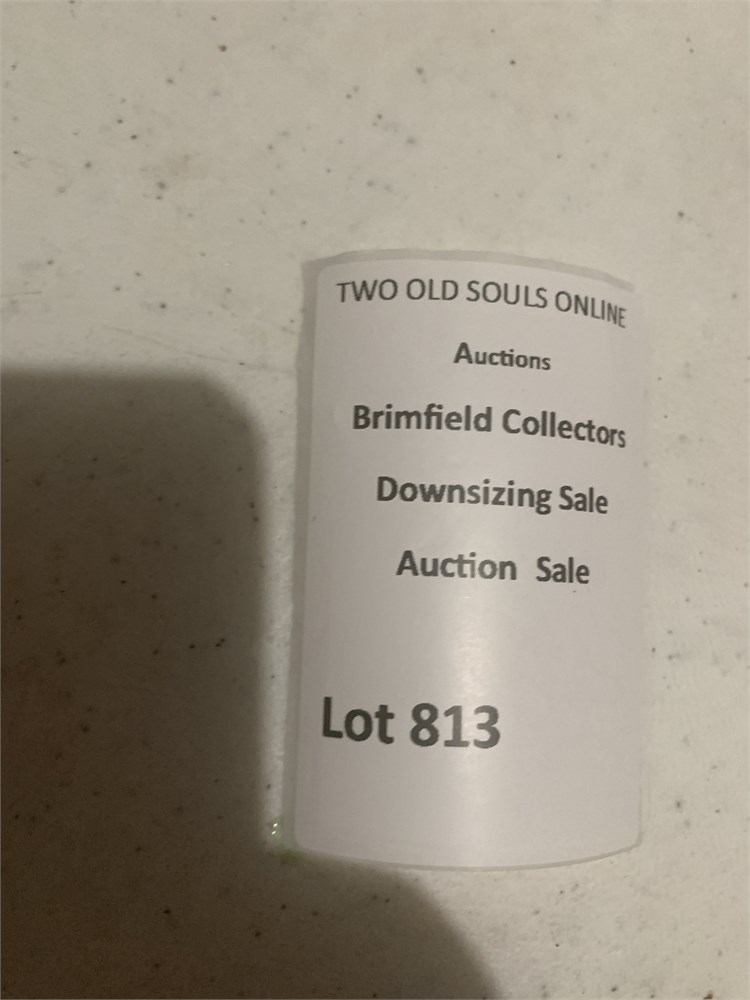 TWO OLD SOULS ONLINE
Auctions
Brimfield Collectors
Downsizing Sale
Auction Sale
Lot 813